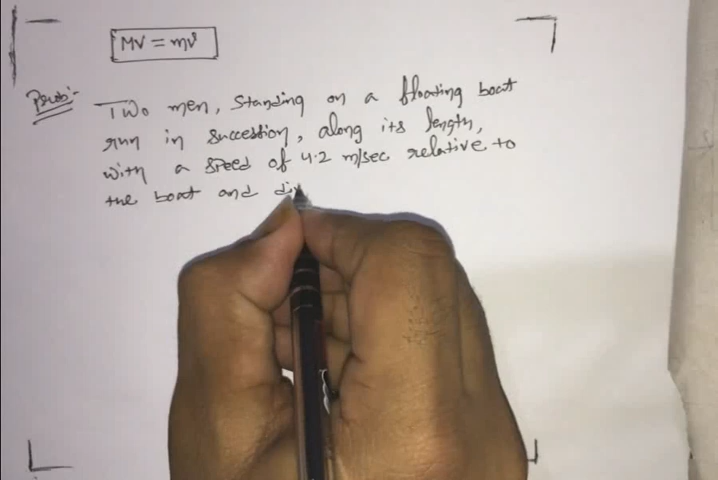 MV = mv
Prob:-
Two men, standing on a floating boat
run in succession, along its length,
with a speed of 4.2 m/sec relative to
the boat and di